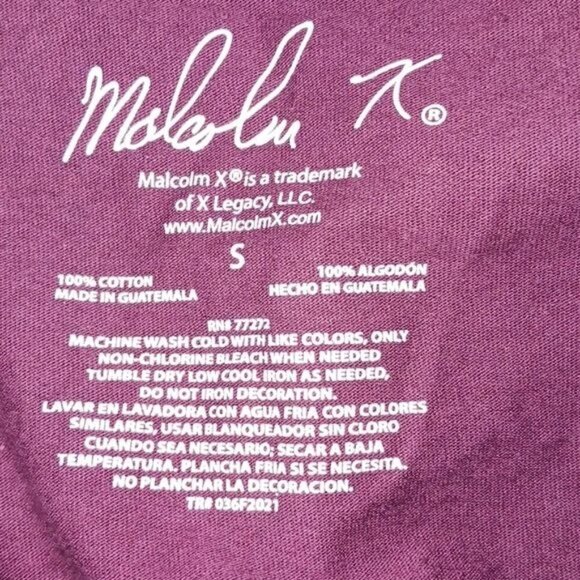 Malcolm X®
Malcolm X® is a trademark
of X Legacy, LLC.
www.MalcolmX.com
S
100% COTTON
MADE IN GUATEMALA
100% ALGODÓN
HECHO EN GUATEMALA
RN# 77272
MACHINE WASH COLD WITH LIKE COLORS, ONLY
NON-CHLORINE BLEACH WHEN NEEDED
TUMBLE DRY LOW COOL IRON AS NEEDED,
DO NOT IRON DECORATION.
LAVAR EN LAVADORA CON AGUA FRIA CON COLORES
SIMILARES, USAR BLANQUEADOR SIN CLORO
CUANDO SEA NECESARIO; SECAR A BAJA
TEMPERATURA. PLANCHA FRIA SI SE NECESITA.
NO PLANCHAR LA DECORACION.
TR# 036F2021